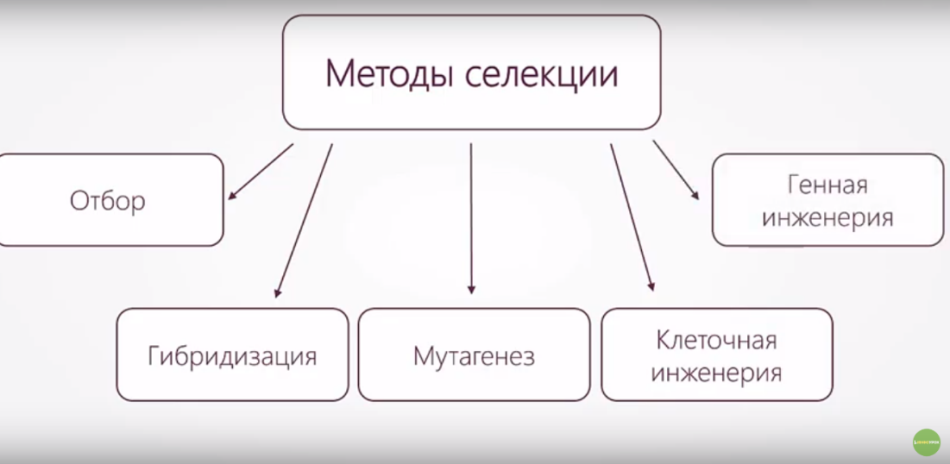 Методы селекции
Отбор
Генная
инженерия
Гибридизация
Мутагенез
Клеточная
инженерия